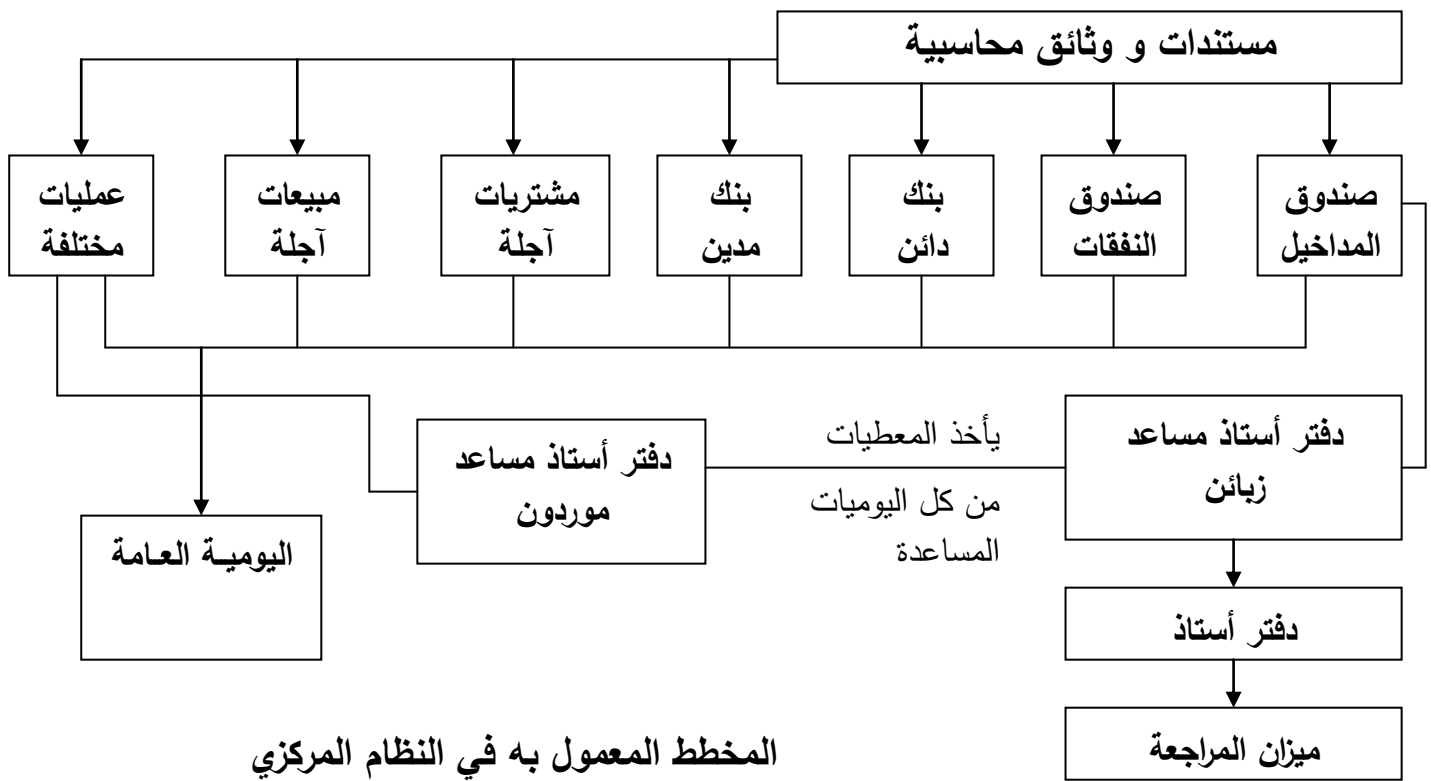 مستندات و وثائق محاسبية
صندوق
المداخيل
صندوق
النفقات
بنك
دائن
بنك
مدين
مشتريات
آجلة
مبيعات
آجلة
عمليات
مختلفة
دفتر أستاذ مساعد
زبائن
يأخذ المعطيات
من كل اليوميات
المساعدة
دفتر أستاذ مساعد
موردون
اليوميـة العـامة
دفتر أستاذ
ميزان المراجعة
المخطط المعمول به في النظام المركزي